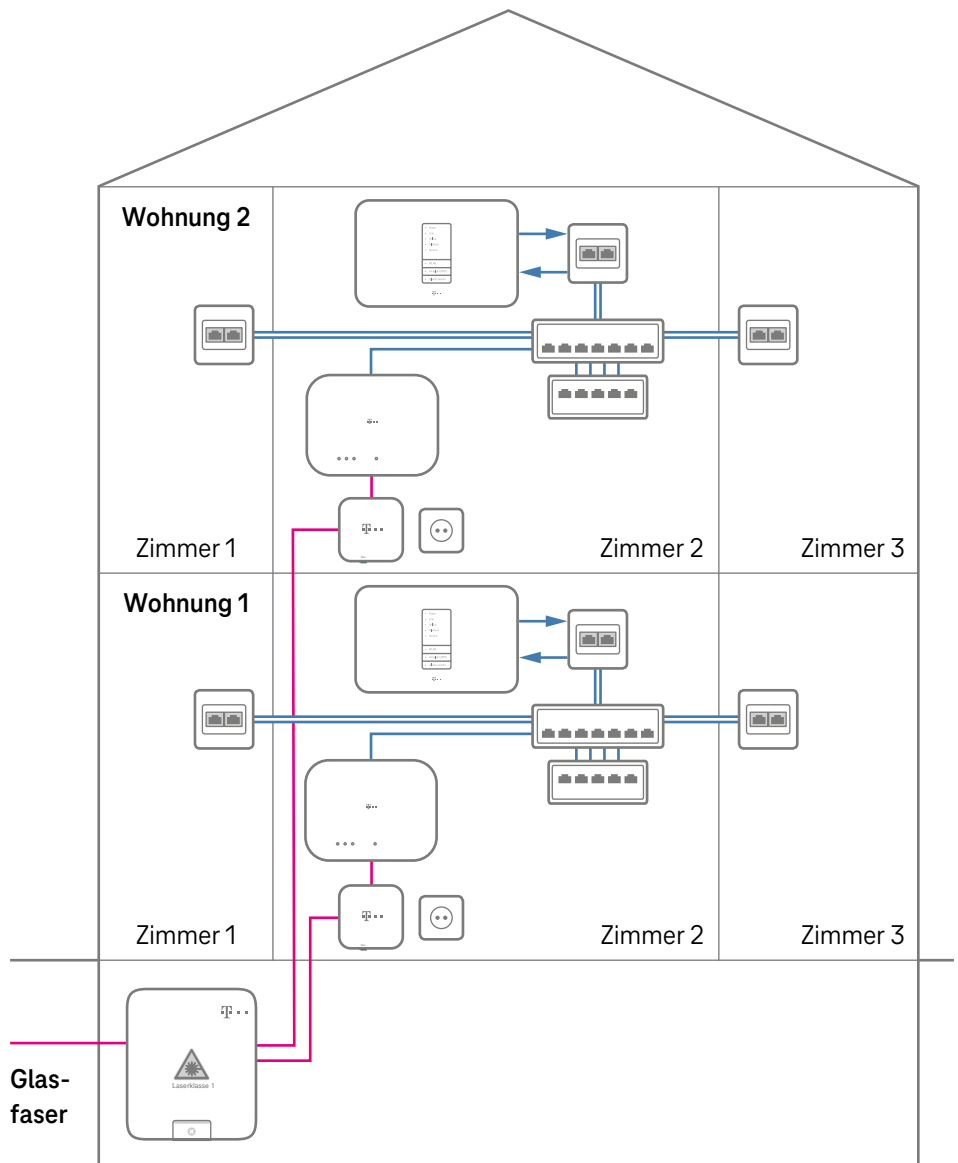 Wohnung 2
Zimmer 1
Zimmer 2
Zimmer 3
Wohnung 1
Zimmer 1
Zimmer 2
Zimmer 3
Laserklasse 1
Glas-
faser